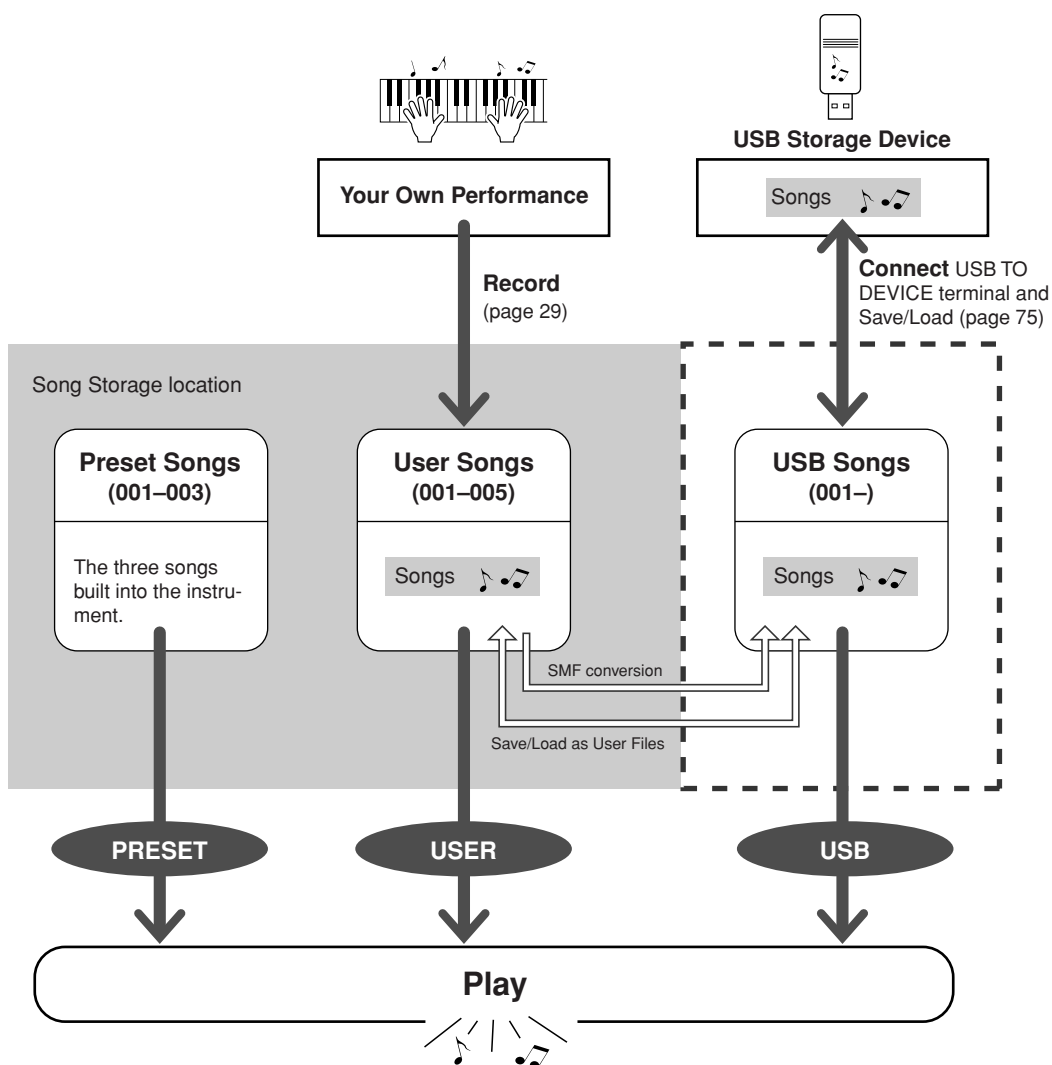 USB Storage Device
Your Own Performance
Songs
Record
(page 29)
Connect USB TO
DEVICE terminal and
Save/Load (page 75)
Song Storage location
Preset Songs
(001–003)
The three songs
built into the instru-
ment.
User Songs
(001–005)
Songs
USB Songs
(001–)
Songs
SMF conversion
Save/Load as User Files
PRESET
USER
USB
Play